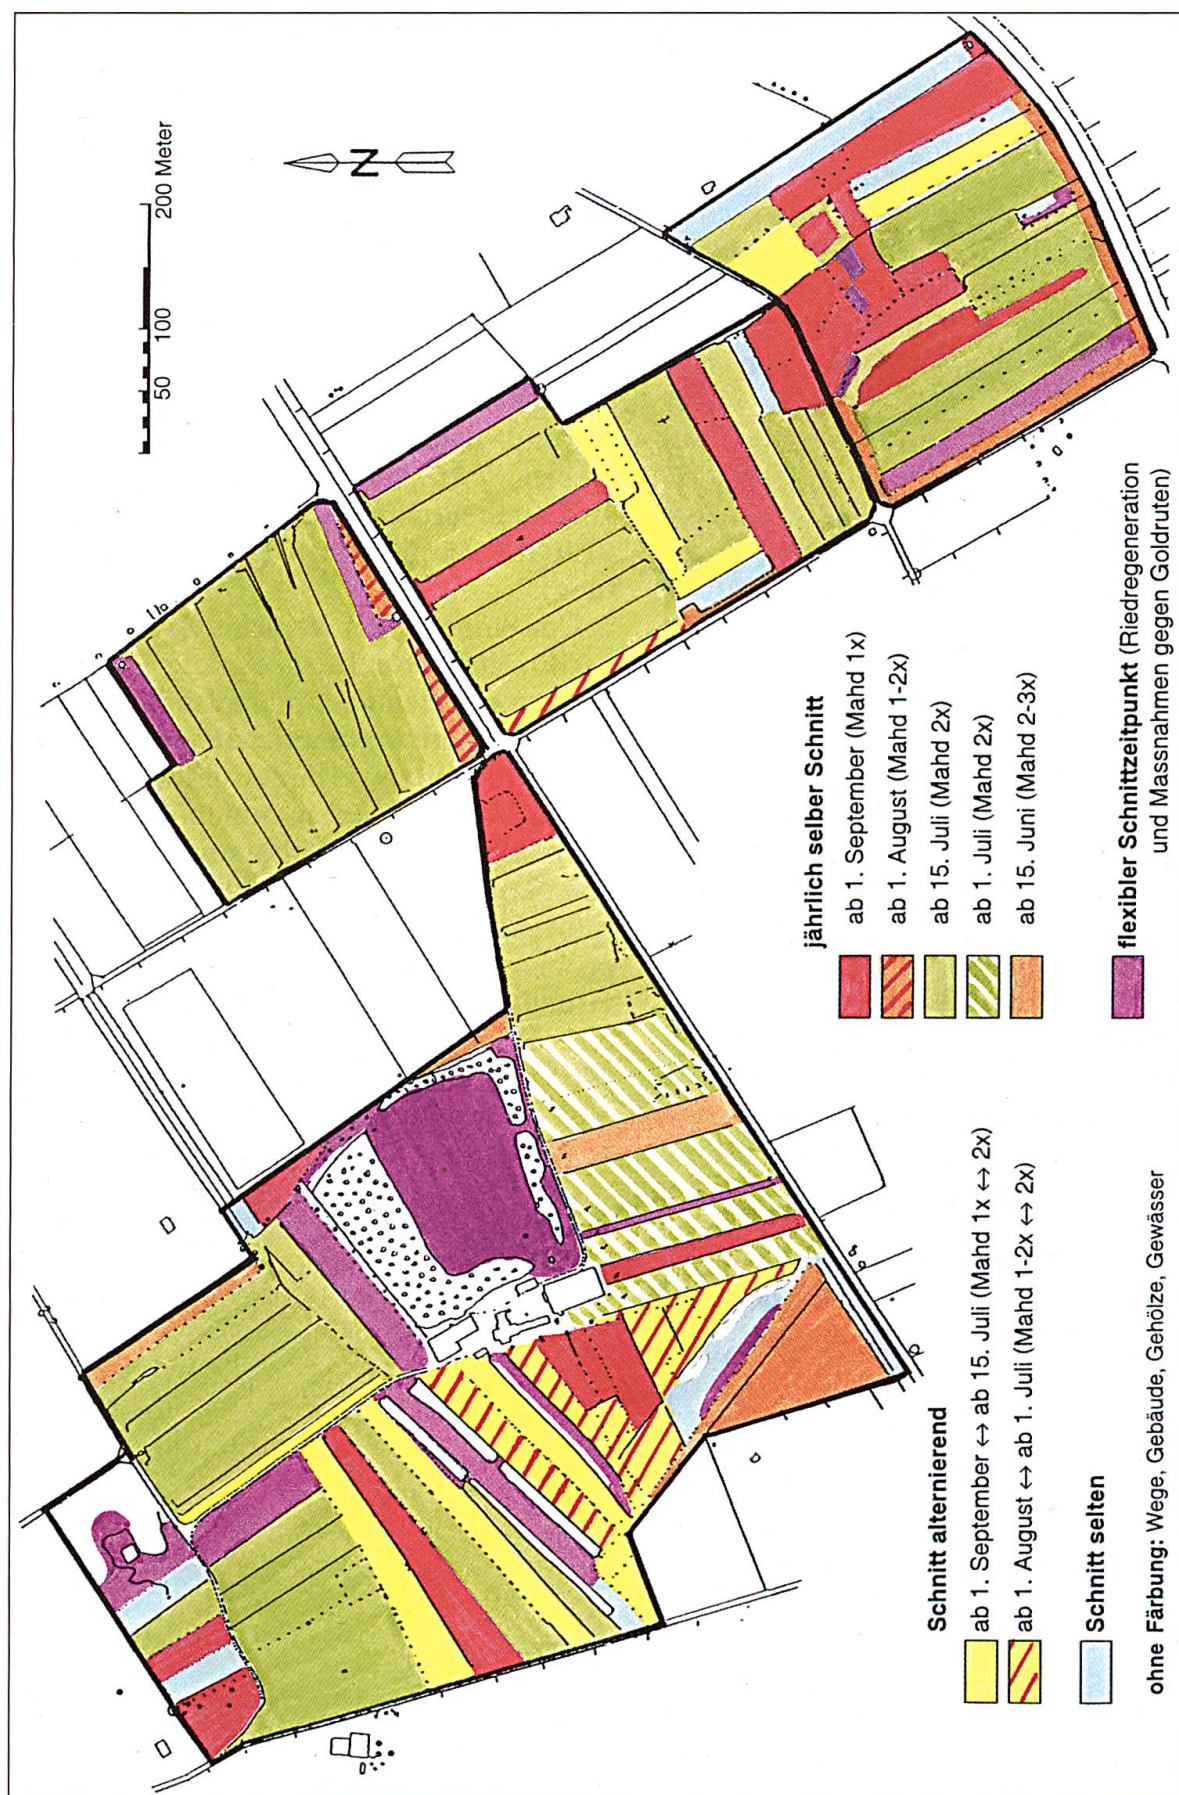 50
100
200 Meter
N
Schnitt alternierend
ab 1. September ↔ ab 15. Juli (Mahd 1x ↔ 2x)
ab 1. August ↔ ab 1. Juli (Mahd 1-2x ↔ 2x)
Schnitt selten
ohne Färbung: Wege, Gebäude, Gehölze, Gewässer
jährlich selber Schnitt
ab 1. September (Mahd 1x)
ab 1. August (Mahd 1-2x)
ab 15. Juli (Mahd 2x)
ab 1. Juli (Mahd 2x)
ab 15. Juni (Mahd 2-3x)
flexibler Schnittzeitpunkt (Riedregeneration
und Massnahmen gegen Goldruten)